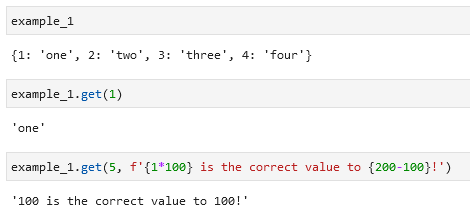 example_1
{1: 'one', 2: 'two', 3: 'three', 4: 'four'}
example_1.get(1)
'one'
example_1.get(5, f'{1*100} is the correct value to {200-100}!')
'100 is the correct value to 100!'